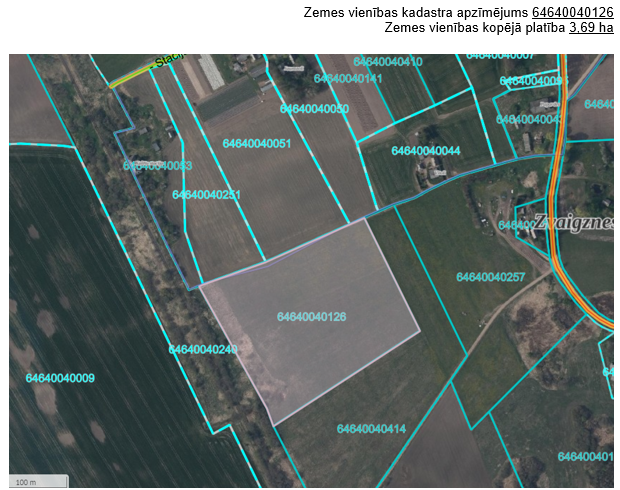 Zemes vienības kadastra apzīmējums 64640040126
Zemes vienības kopējā platība 3,69 ha
64640040410
64640040141
64640040050
64640040051
64640040044
64640040251
Zvaigznes
64640040257
64640040126
64640040249
64640040009
64640040414
100 m